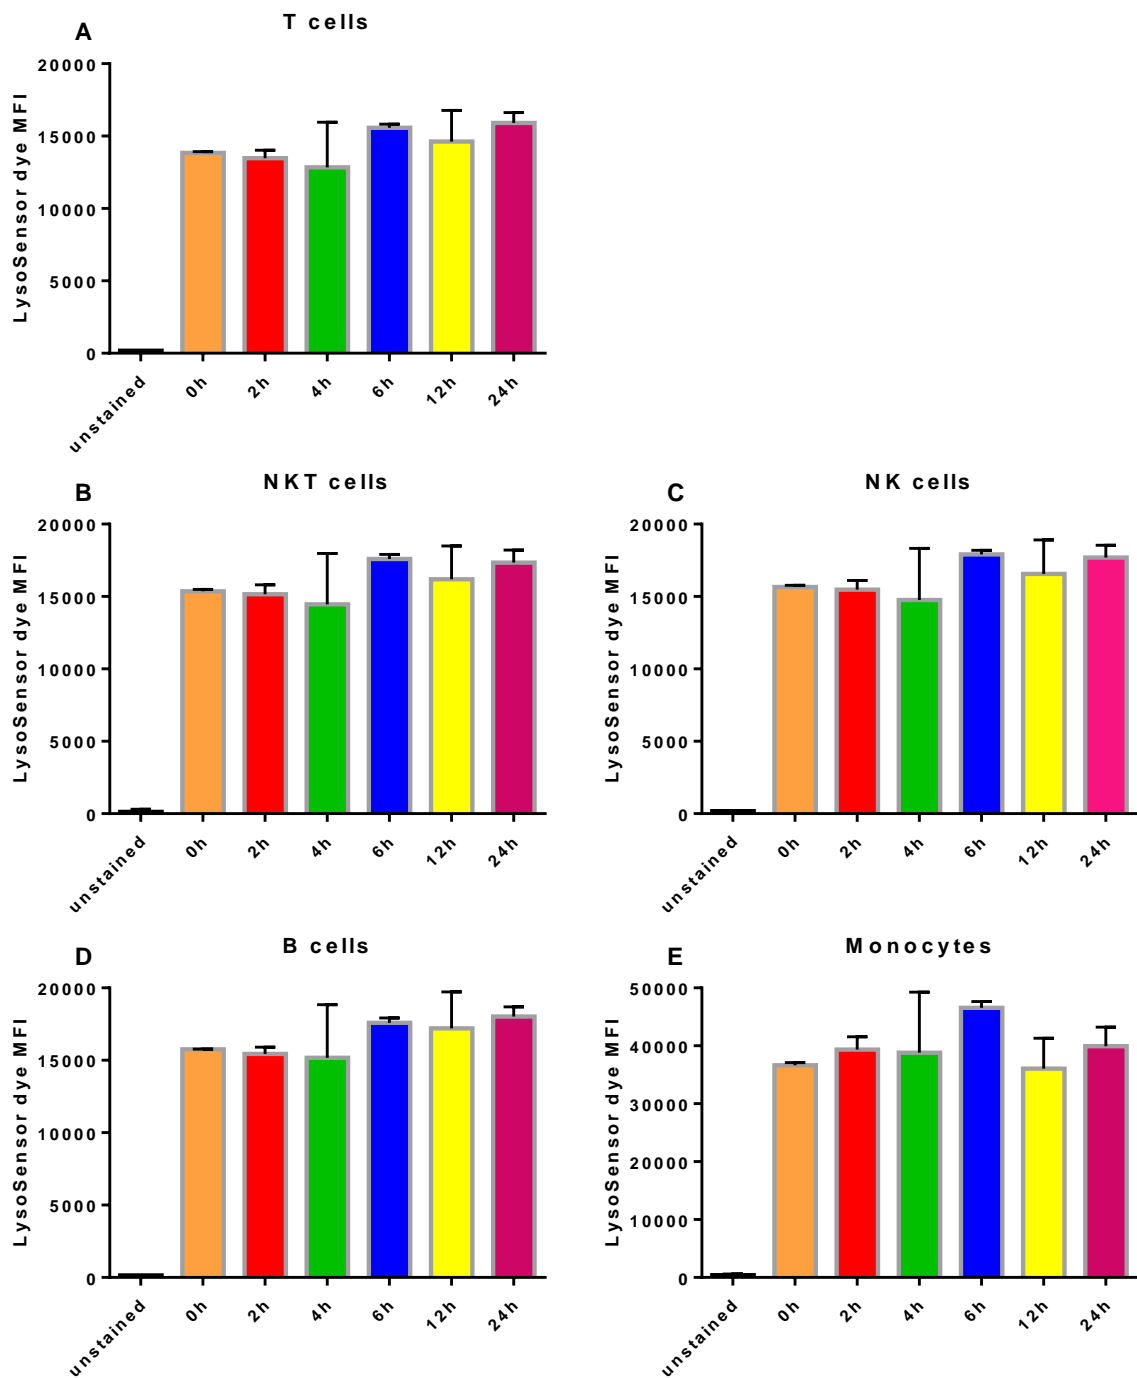 A
T cells
LysoSensor dye MFI
20000
15000
10000
5000
0
unstained
0h
2h
4h
6h
12h
24h
B
NKT cells
LysoSensor dye MFI
20000
15000
10000
5000
0
unstained
0h
2h
4h
6h
12h
24h
C
NK cells
LysoSensor dye MFI
20000
15000
10000
5000
0
unstained
0h
2h
4h
6h
12h
24h
D
B cells
LysoSensor dye MFI
20000
15000
10000
5000
0
unstained
0h
2h
4h
6h
12h
24h
E
Monocytes
LysoSensor dye MFI
50000
40000
30000
20000
10000
0
unstained
0h
2h
4h
6h
12h
24h